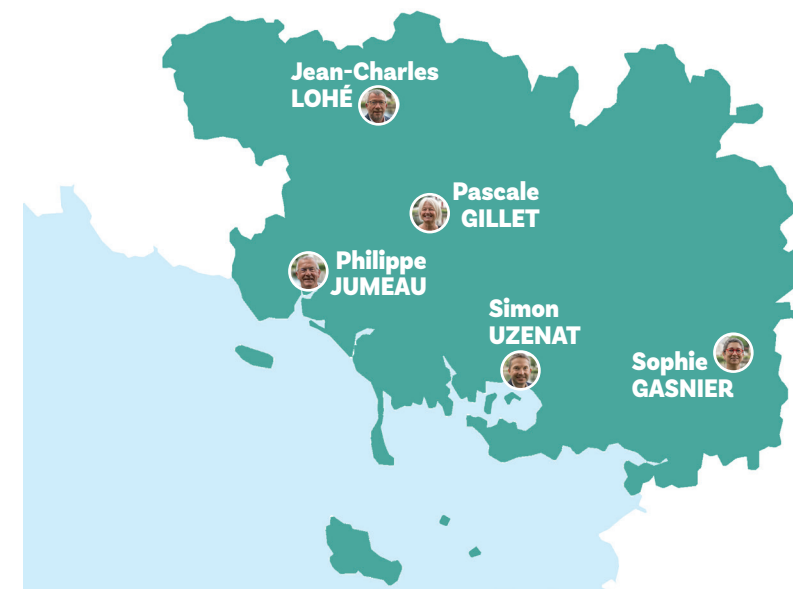 Jean-Charles
LOHÉ
Pascale
GILLET
Philippe
JUMEAU
Simon
UZENAT
Sophie
GASNIER